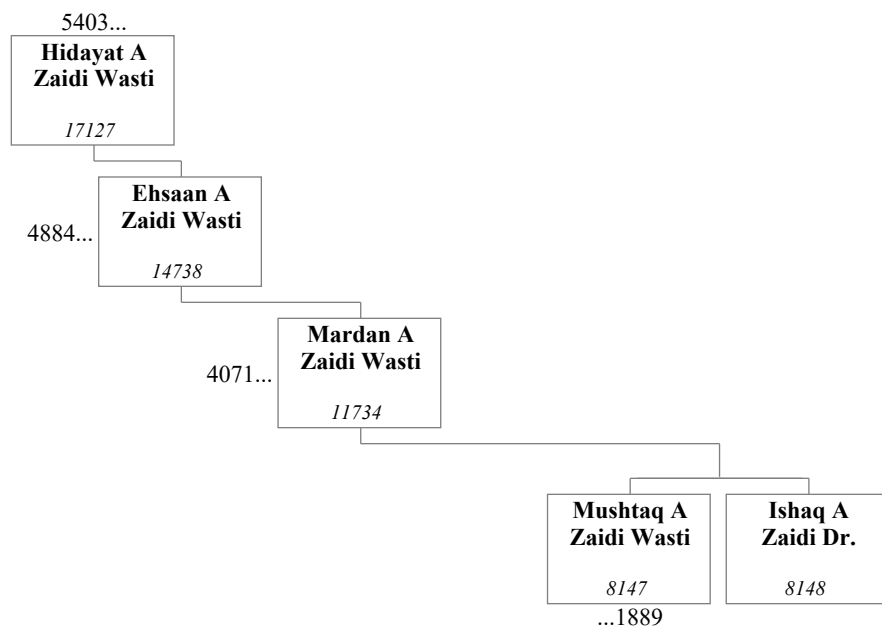 5403...
Hidayat A
Zaidi Wasti
17127
Ehsaan A
Zaidi Wasti
4884...
14738
Mardan A
Zaidi Wasti
4071...
11734
Mushtaq A
Zaidi Wasti
8147
...1889
Ishaq A
Zaidi Dr.
8148